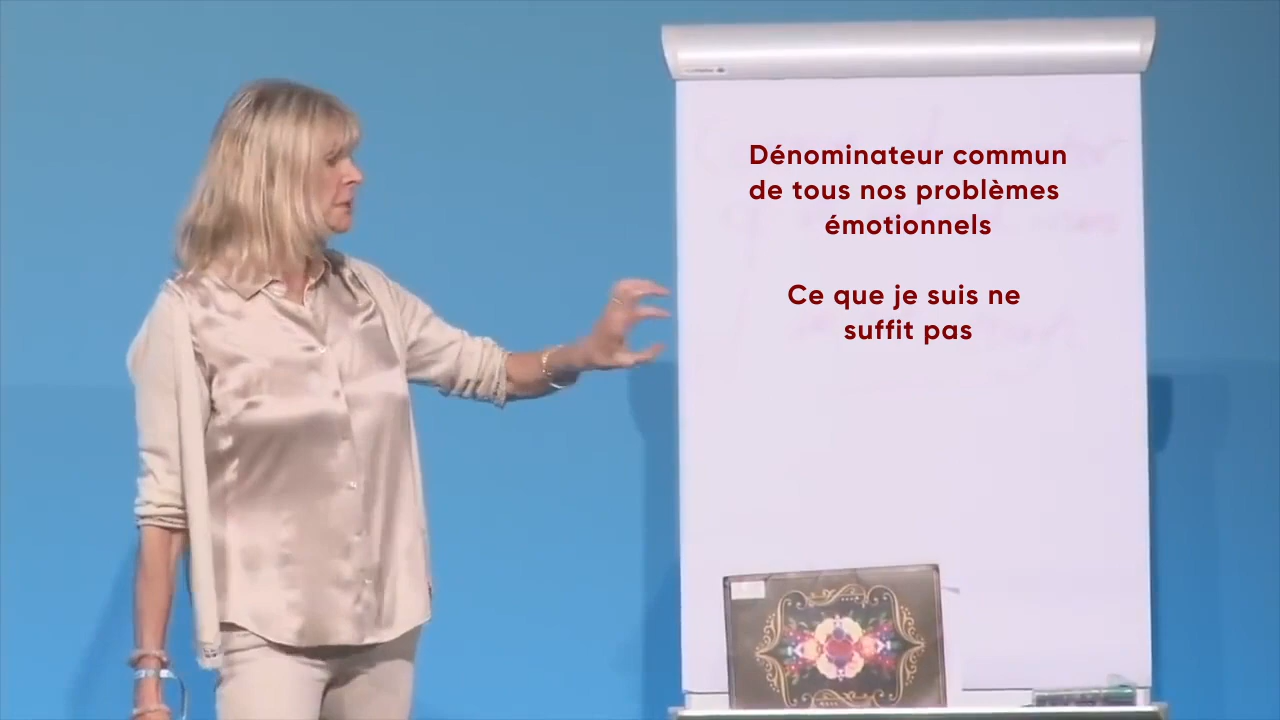 Dénominateur commun
de tous nos problèmes
émotionnels
Ce que je suis ne
suffit pas